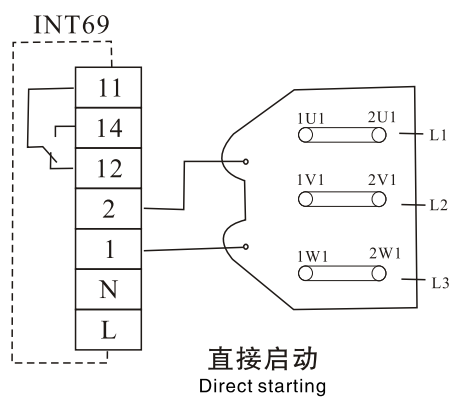 INT69
11
14
12
2
1
N
L
1U1 2U1
L1
1V1 2V1
L2
1W1 2W1
L3
直接启动
Direct starting